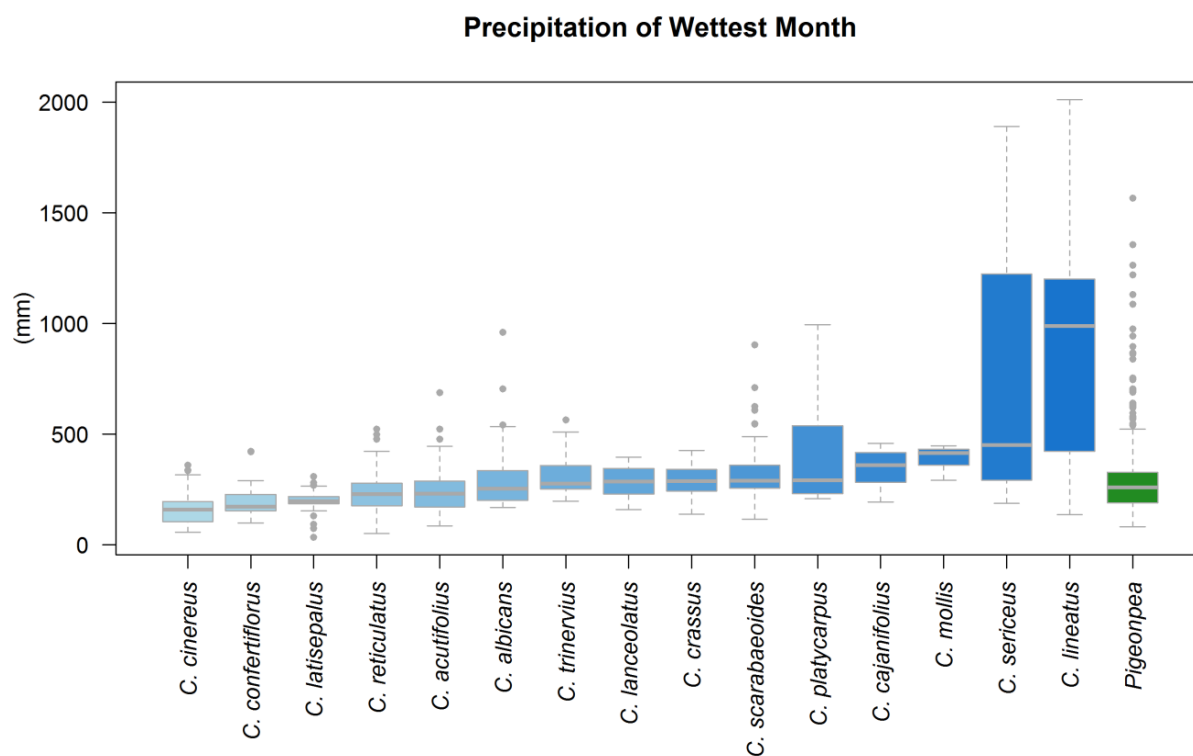 Precipitation of Wettest Month
(mm)
2000
1500
1000
500
0
C. cinereus
C. confertiflorus
C. latisepalus
C. reticulatus
C. acutifolius
C. albicans
C. trinervius
C. lanceolatus
C. crassus
C. scarabaeoides
C. platycarpus
C. cajanifolius
C. mollis
C. sericeus
C. lineatus
Pigeonpea